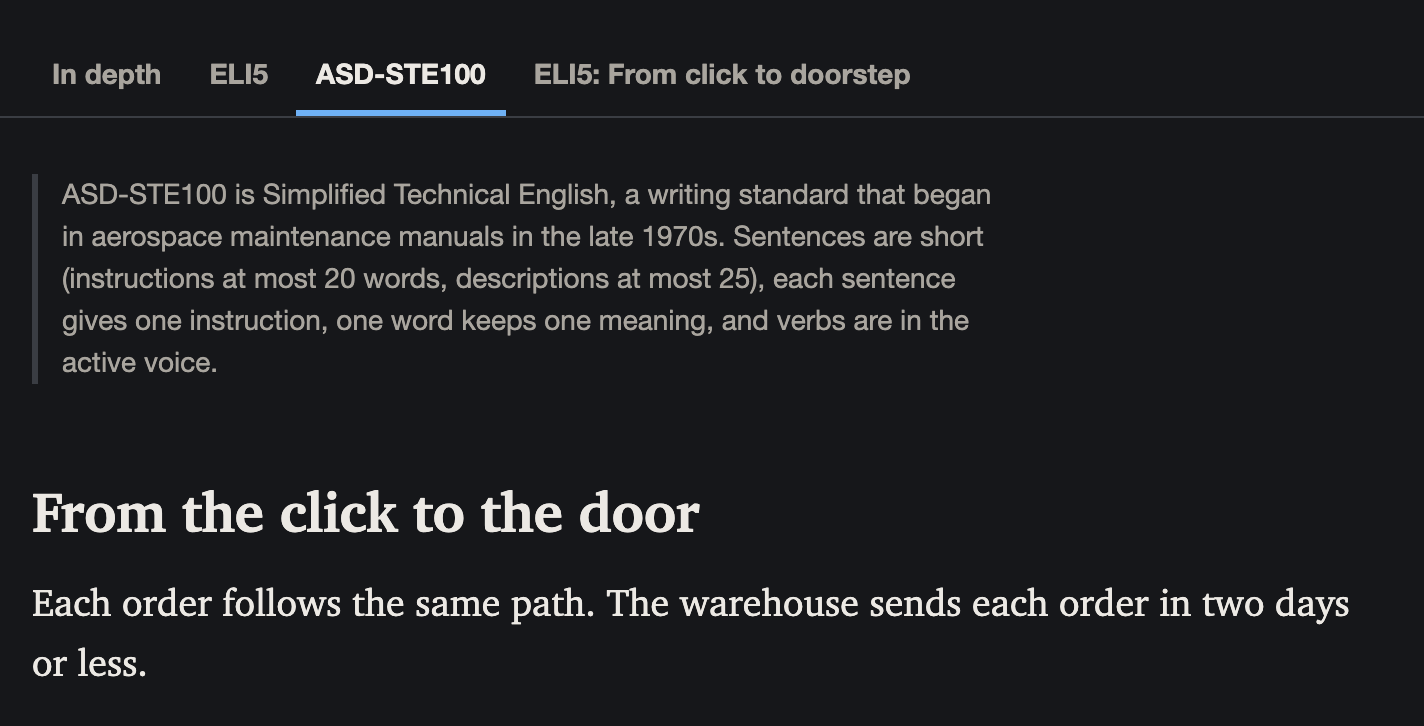 In depth ELI5 ASD-STE100 ELI5: From click to doorstep
ASD-STE100 is Simplified Technical English, a writing standard that began
in aerospace maintenance manuals in the late 1970s. Sentences are short
(instructions at most 20 words, descriptions at most 25), each sentence
gives one instruction, one word keeps one meaning, and verbs are in the
active voice.
From the click to the door
Each order follows the same path. The warehouse sends each order in two days
or less.